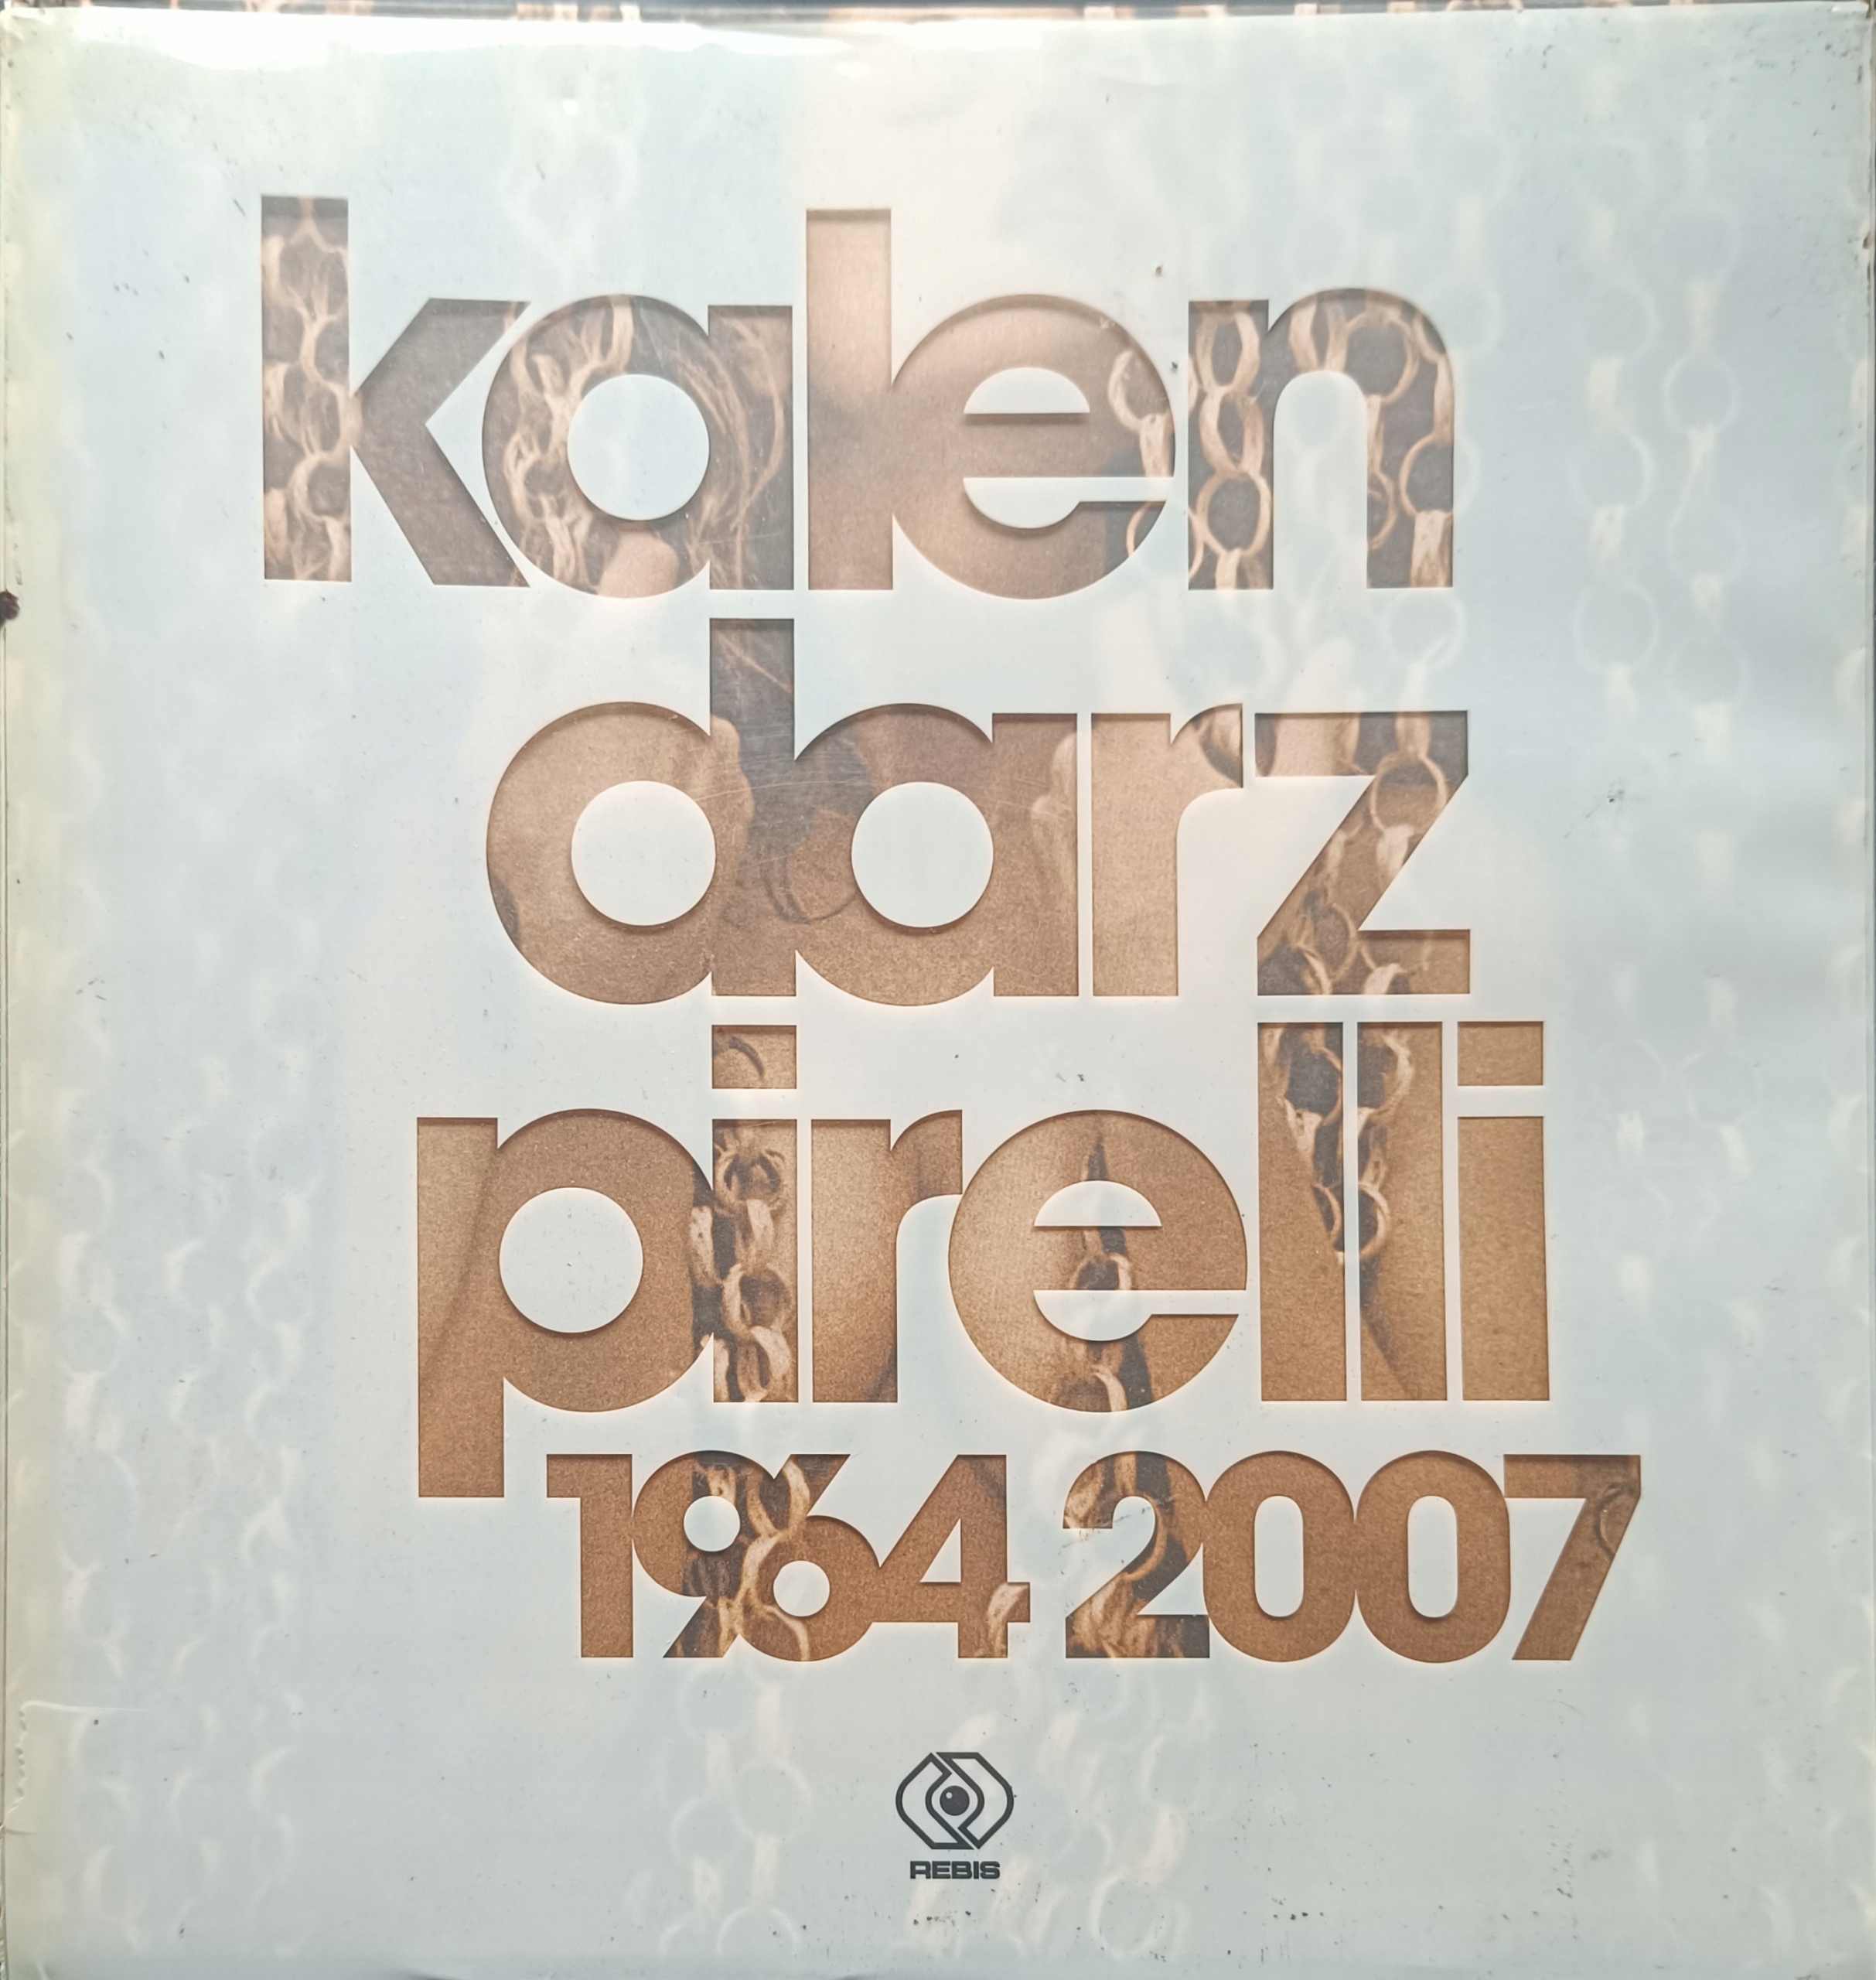 kalen
darz
pirelli
1964 2007
REBIS